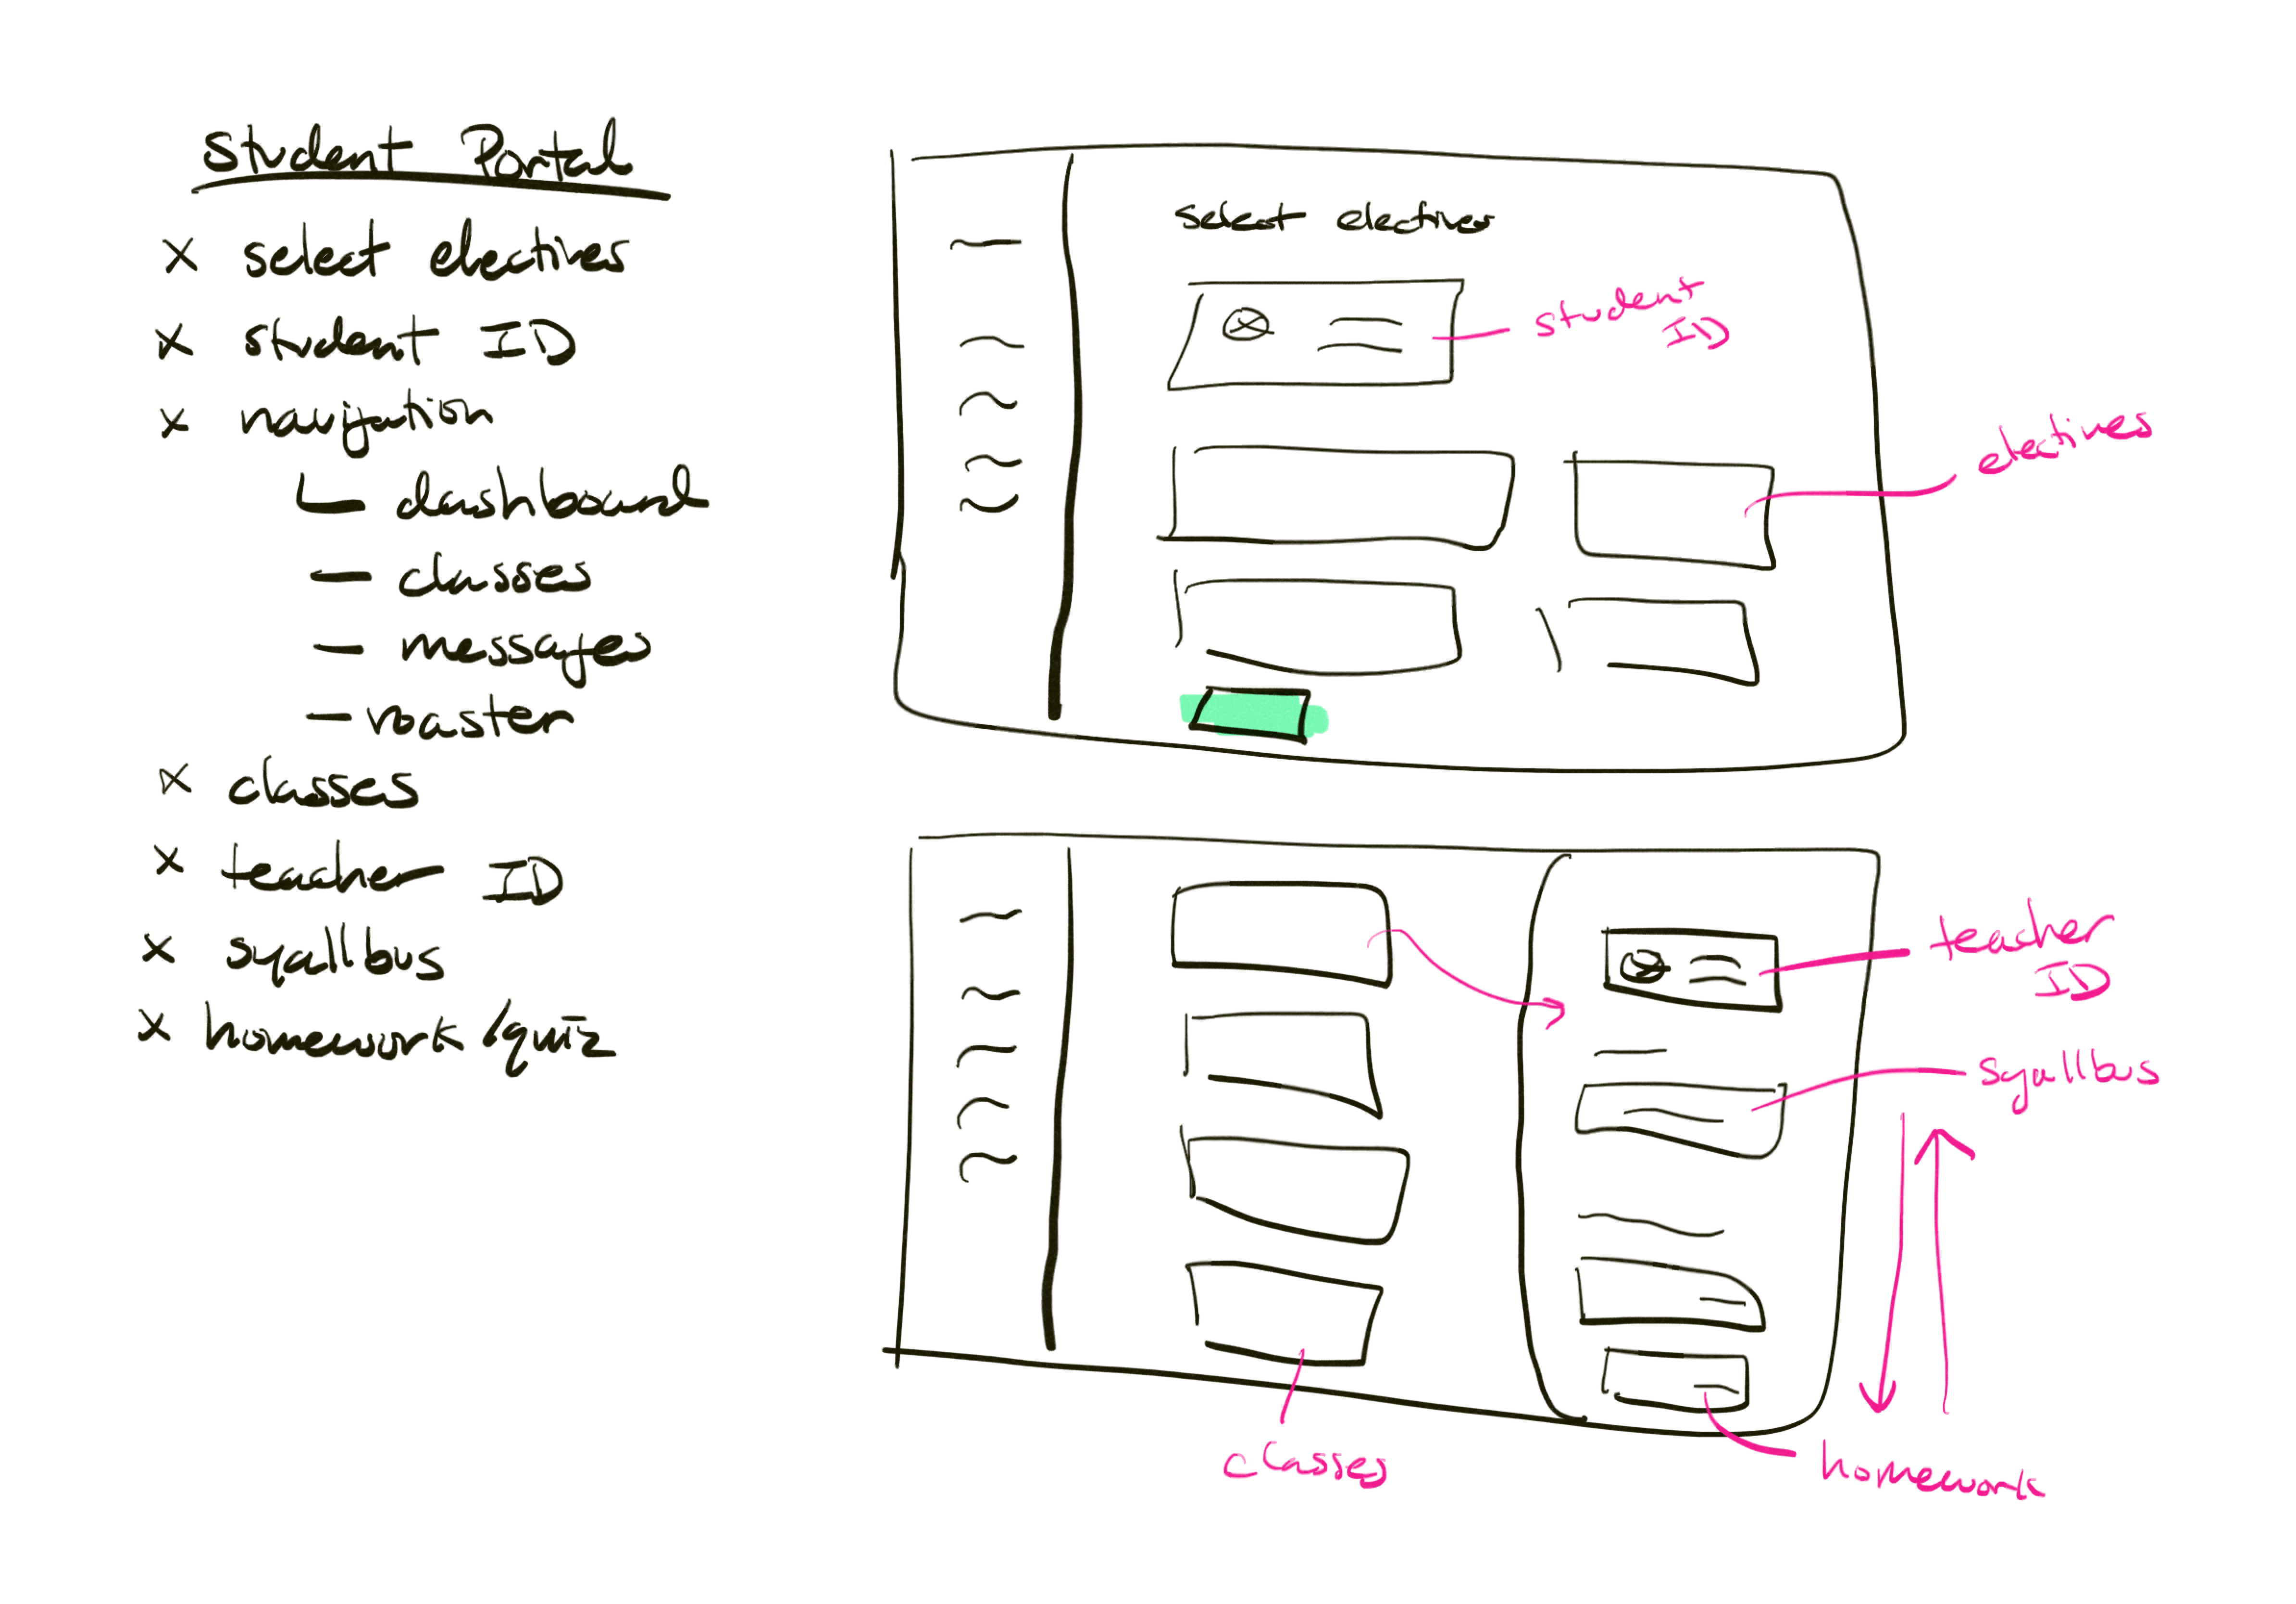 Student Portal
x select electives
x student ID
x navigation
dashboard
- classes
- messages
- roaster
x classes
x teacher ID
x syallbus
x homework /quiz
select electives
student
ID
electives
teacher
ID
syallbus
homework
classes